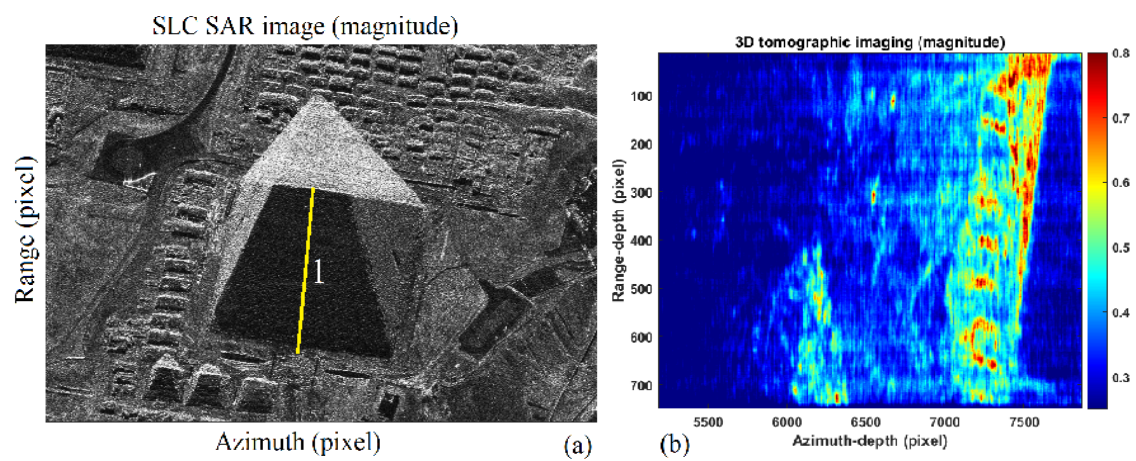 SLC SAR image (magnitude)
Range (pixel)
1
Azimuth (pixel)
(a)
3D tomographic imaging (magnitude)
Range-depth (pixel)
100
200
300
400
500
600
700
5500
6000
6500
7000
7500
Azimuth-depth (pixel)
(b)
0.8
0.7
0.6
0.5
0.4
0.3